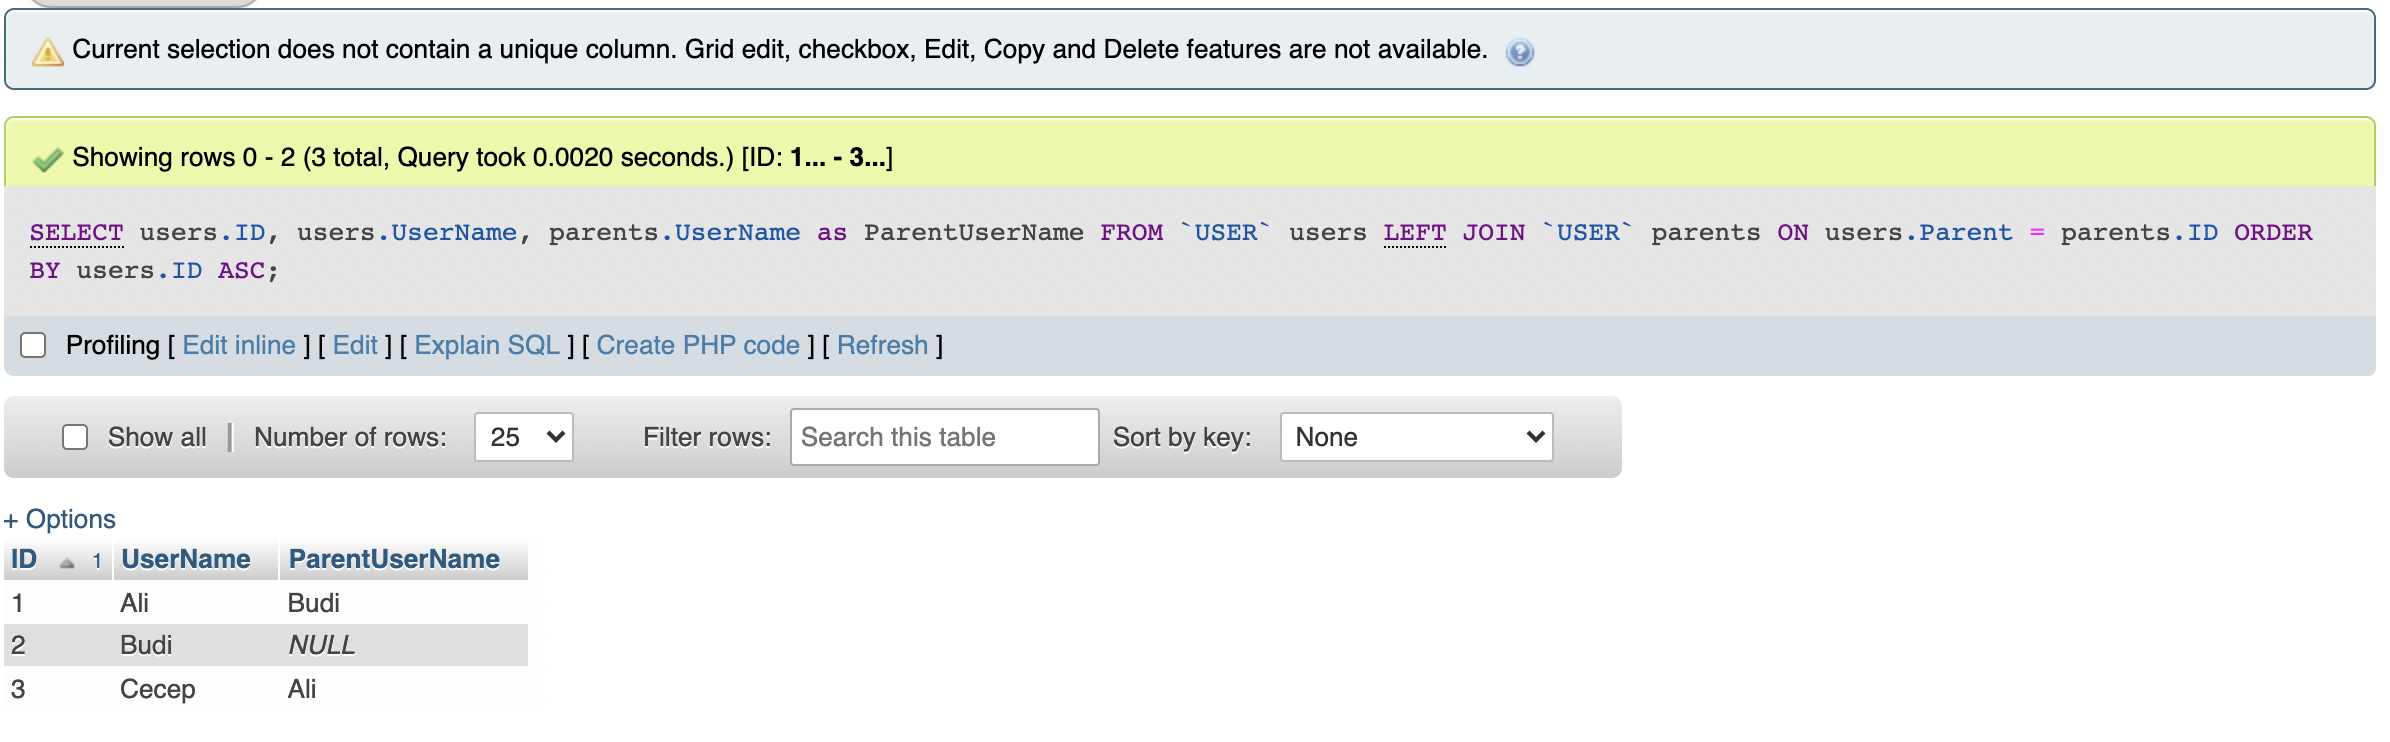 Current selection does not contain a unique column. Grid edit, checkbox, Edit, Copy and Delete features are not available.
Showing rows 0 - 2 (3 total, Query took 0.0020 seconds.) [ID: 1... - 3...]
SELECT users.ID, users.UserName, parents.UserName as ParentUserName FROM `USER` users LEFT JOIN `USER` parents ON users.Parent = parents.ID ORDER
BY users.ID ASC;
Profiling [ Edit inline ] [ Edit ] [ Explain SQL ] [ Create PHP code ] [ Refresh ]
Show all | Number of rows: 25 Filter rows: Search this table Sort by key: None
+ Options
ID 1 UserName ParentUserName
1 Ali Budi
2 Budi NULL
3 Cecep Ali